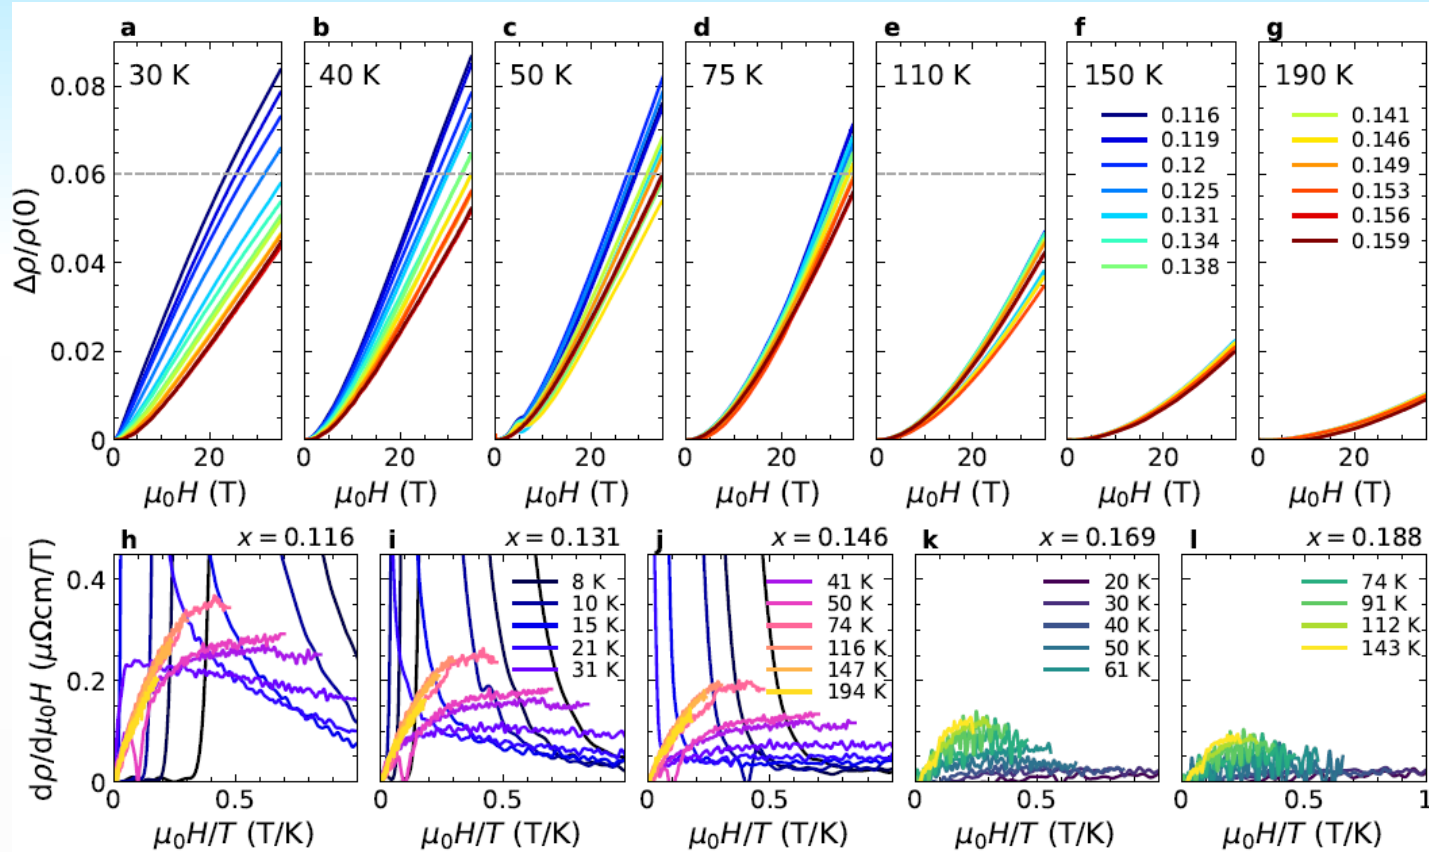 a b c d e f g
30 K 40 K 50 K 75 K 110 K 150 K 190 K
Δρ/ρ(0)
0.08
0.06
0.04
0.02
0
0.116
0.119
0.12
0.125
0.131
0.134
0.138
0.141
0.146
0.149
0.153
0.156
0.159
0 20 0 20 0 20 0 20 0 20 0 20 0 20
μ₀H (T) μ₀H (T) μ₀H (T) μ₀H (T) μ₀H (T) μ₀H (T) μ₀H (T)
h x = 0.116 i x = 0.131 j x = 0.146 k x = 0.169 l x = 0.188
dρ/dμ₀H (μΩcm/T)
0.4
0.2
0
8 K
10 K
15 K
21 K
31 K
41 K
50 K
74 K
116 K
147 K
194 K
20 K
30 K
40 K
50 K
61 K
74 K
91 K
112 K
143 K
0 0.5 0 0.5 0 0.5 0 0.5 0 0.5 1
μ₀H/T (T/K) μ₀H/T (T/K) μ₀H/T (T/K) μ₀H/T (T/K) μ₀H/T (T/K)